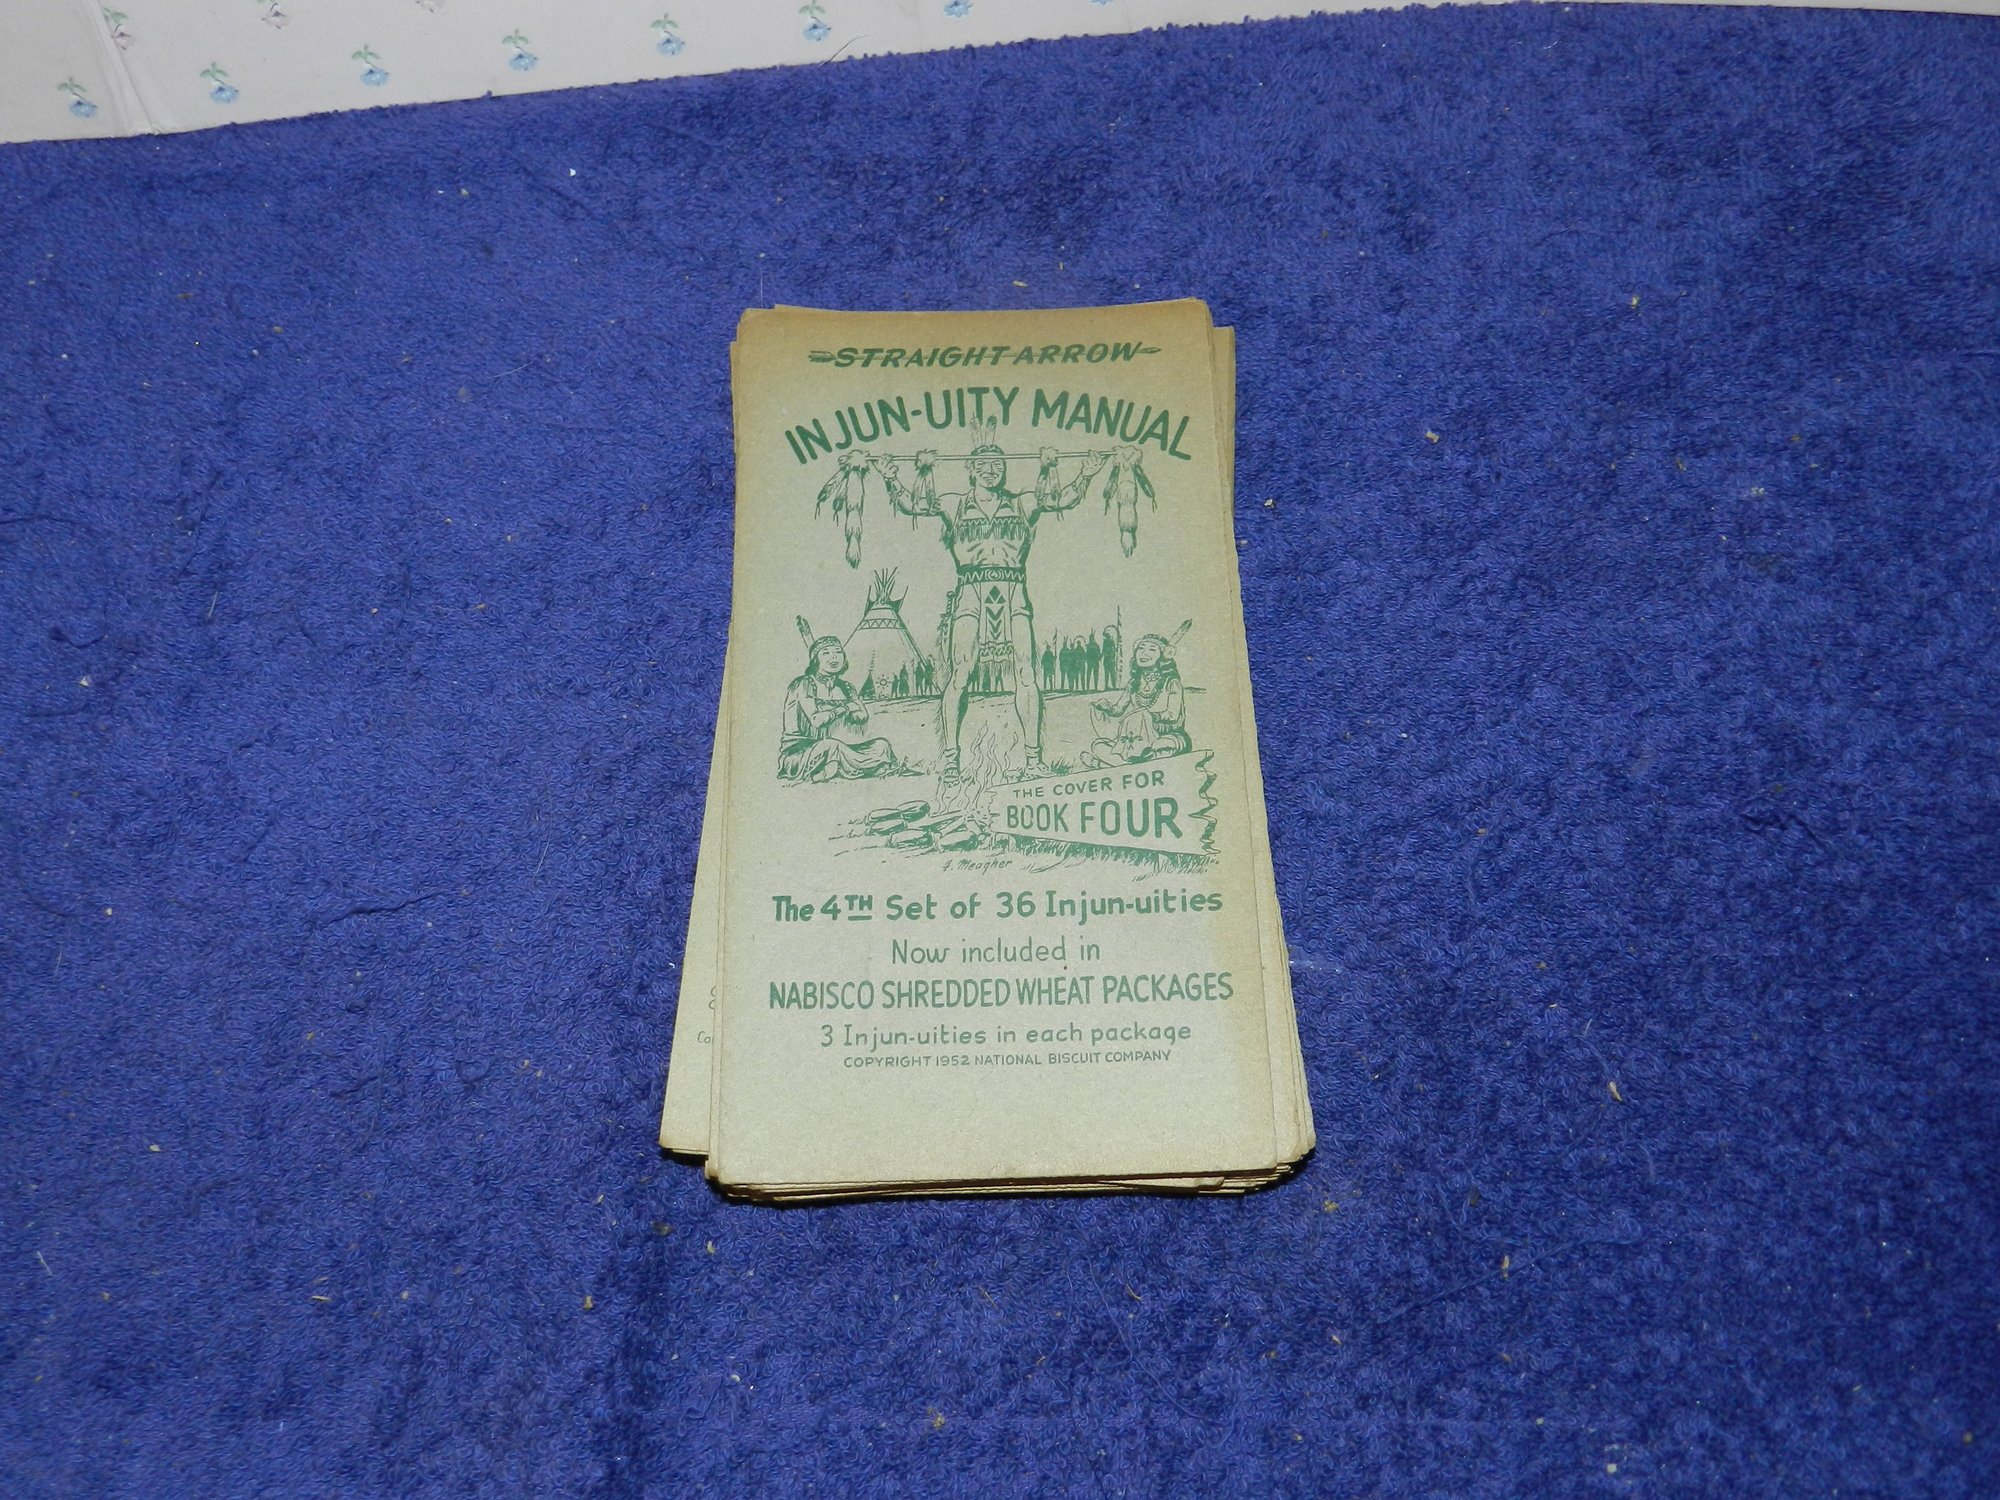 STRAIGHT ARROW
INJUN-UITY MANUAL
THE COVER FOR
BOOK FOUR
F. Meagher
The 4TH Set of 36 Injun-uities
Now included in
NABISCO SHREDDED WHEAT PACKAGES
3 Injun-uities in each package
COPYRIGHT 1952 NATIONAL BISCUIT COMPANY